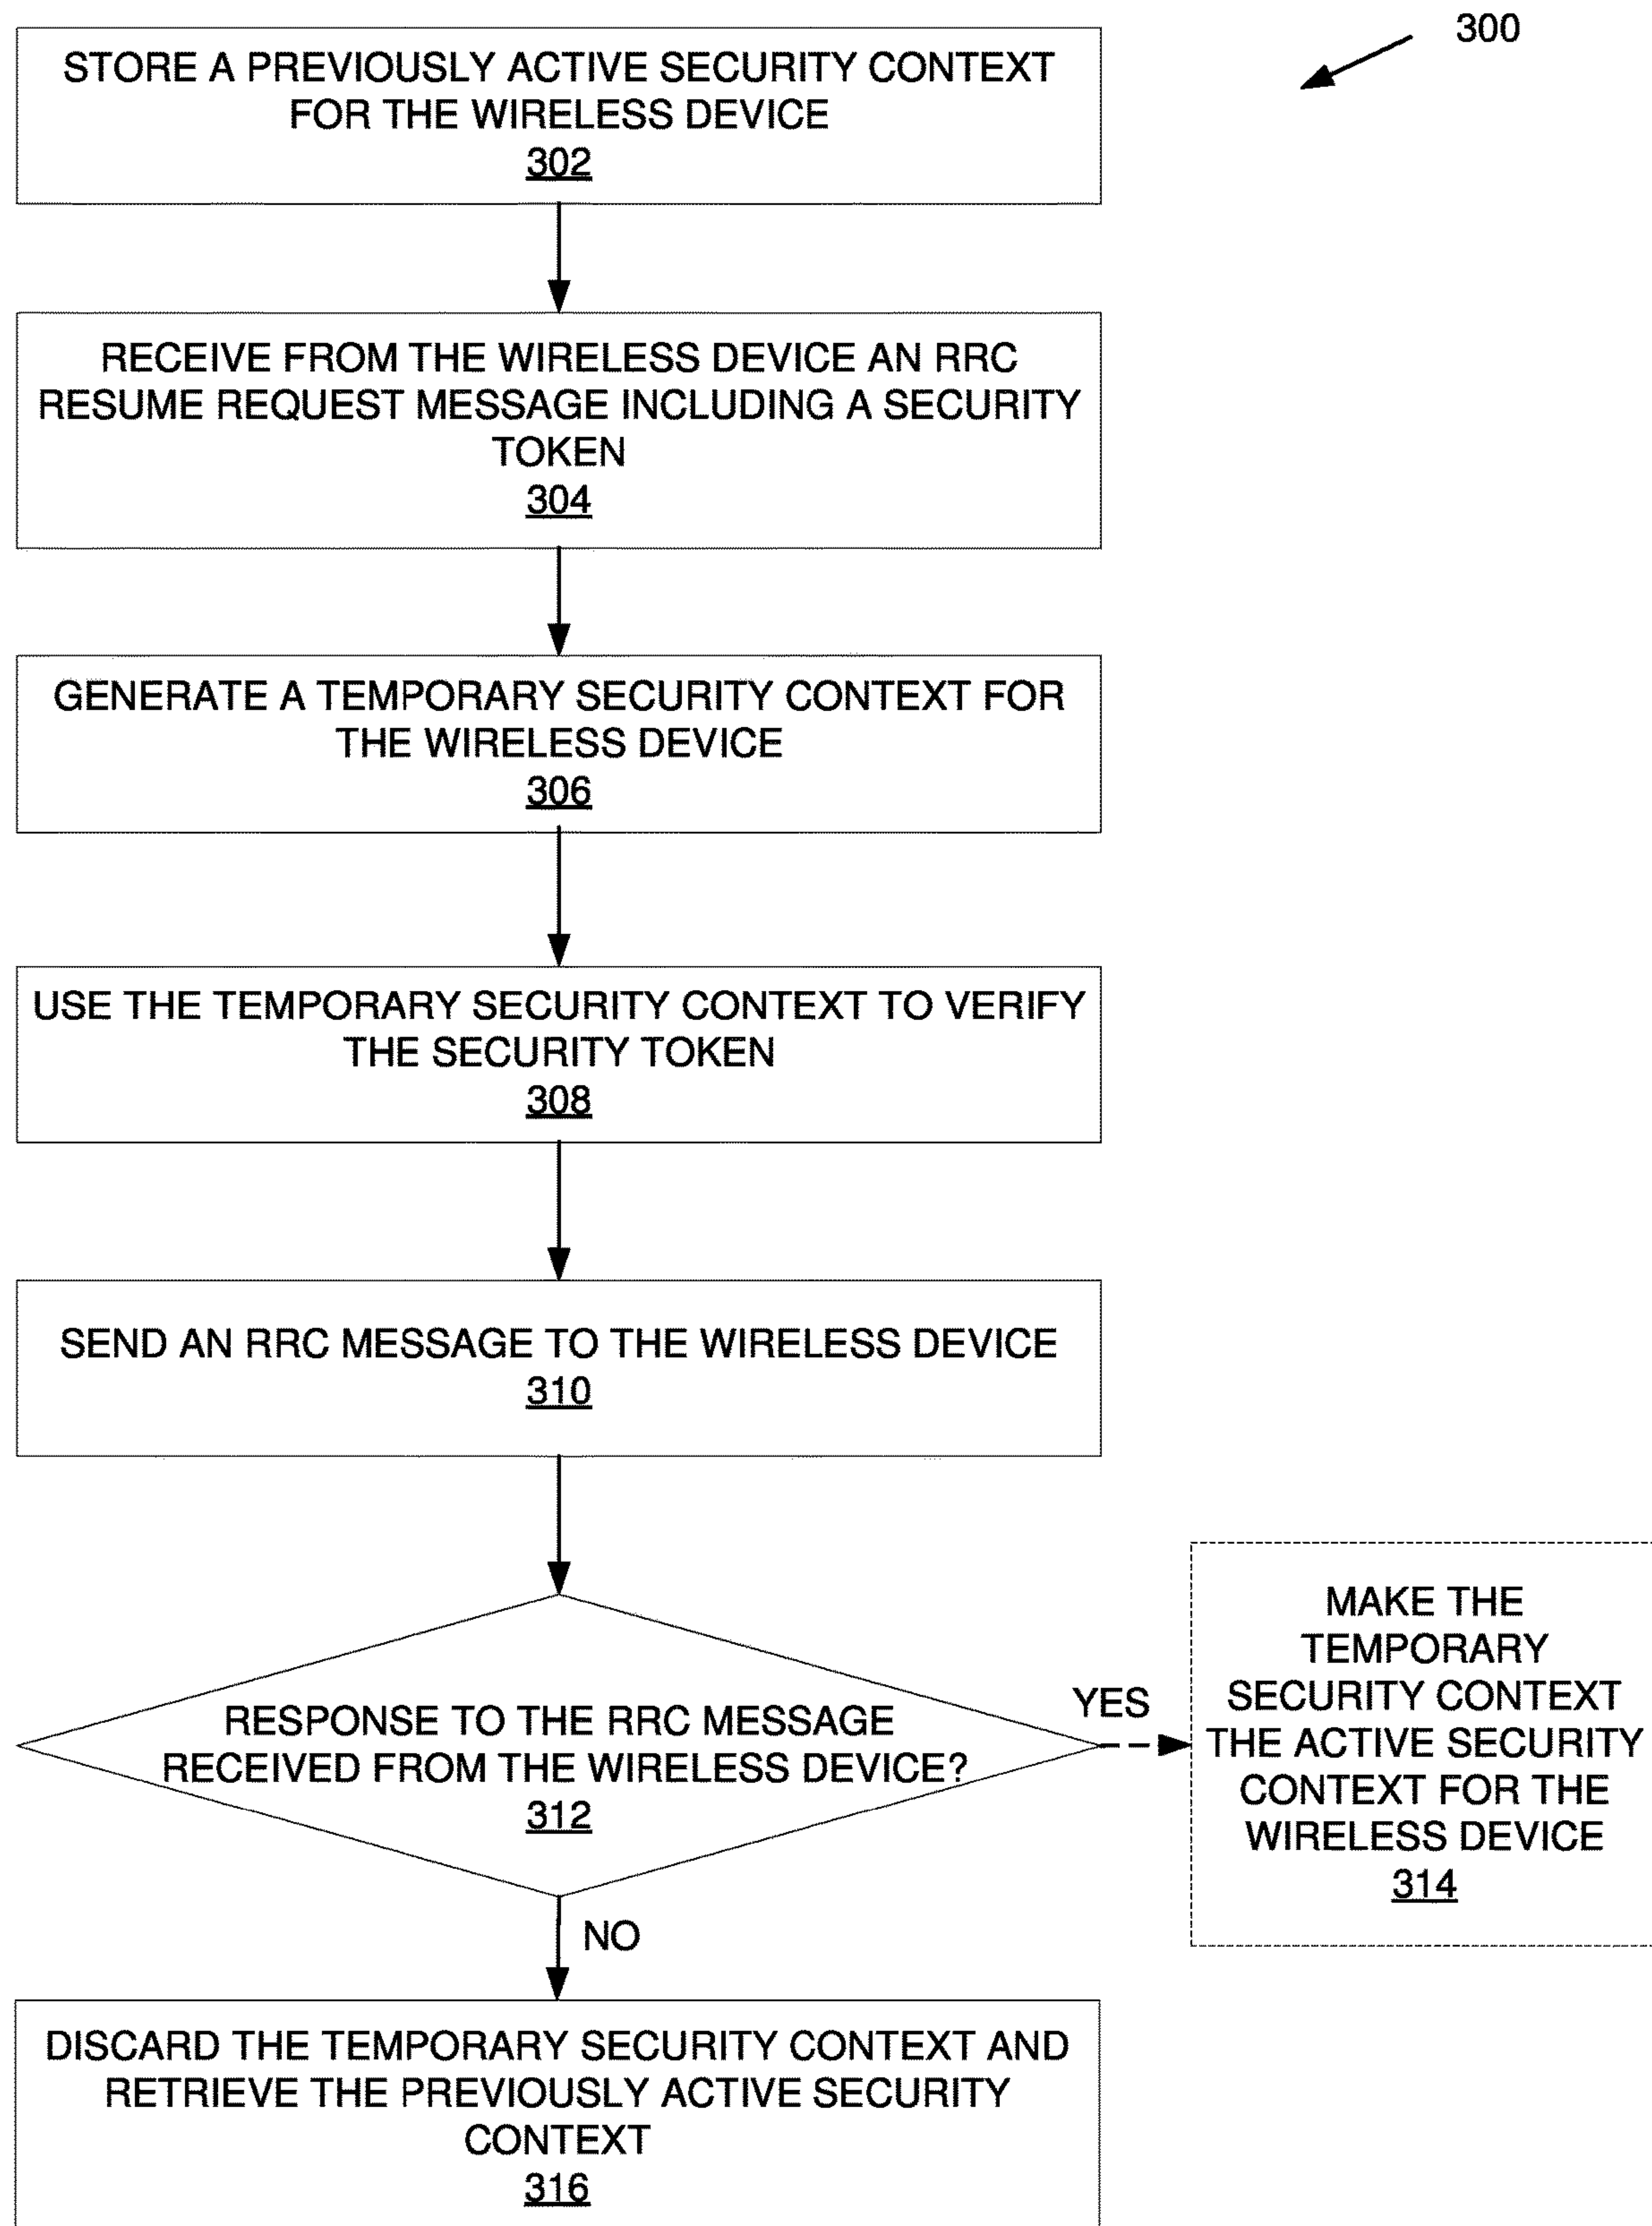 300
STORE A PREVIOUSLY ACTIVE SECURITY CONTEXT
FOR THE WIRELESS DEVICE
302
RECEIVE FROM THE WIRELESS DEVICE AN RRC
RESUME REQUEST MESSAGE INCLUDING A SECURITY
TOKEN
304
GENERATE A TEMPORARY SECURITY CONTEXT FOR
THE WIRELESS DEVICE
306
USE THE TEMPORARY SECURITY CONTEXT TO VERIFY
THE SECURITY TOKEN
308
SEND AN RRC MESSAGE TO THE WIRELESS DEVICE
310
RESPONSE TO THE RRC MESSAGE
RECEIVED FROM THE WIRELESS DEVICE?
312
YES
MAKE THE
TEMPORARY
SECURITY CONTEXT
THE ACTIVE SECURITY
CONTEXT FOR THE
WIRELESS DEVICE
314
NO
DISCARD THE TEMPORARY SECURITY CONTEXT AND
RETRIEVE THE PREVIOUSLY ACTIVE SECURITY
CONTEXT
316